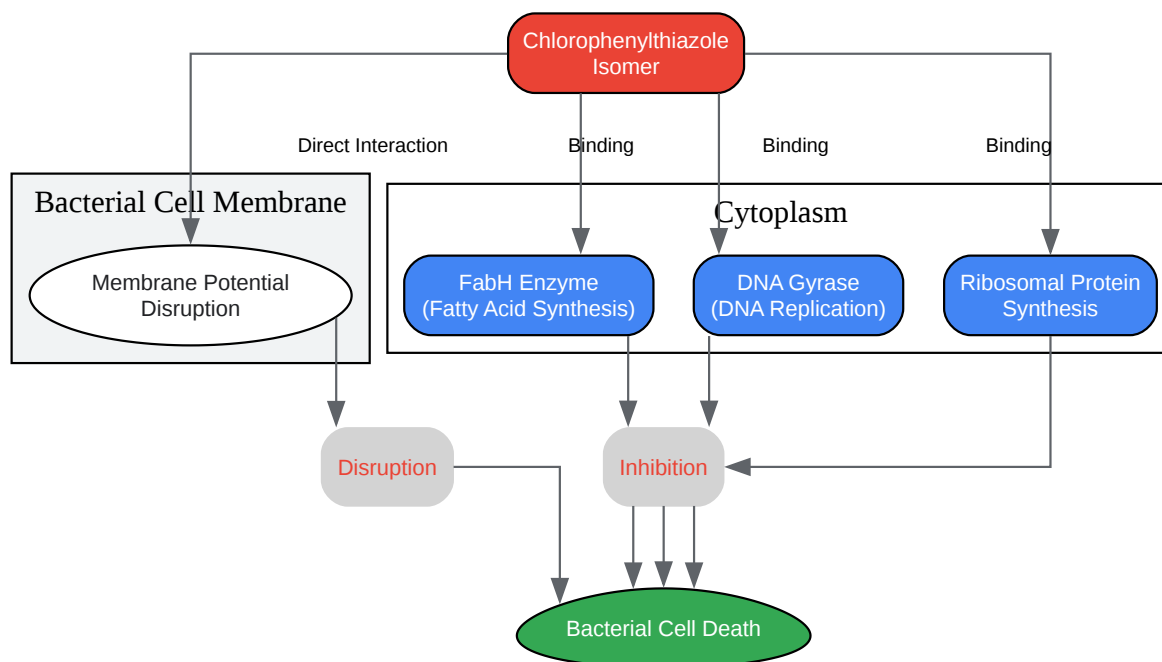 Chlorophenylthiazole
Isomer
Direct Interaction
Binding
Binding
Binding
Bacterial Cell Membrane
Cytoplasm
Membrane Potential
Disruption
FabH Enzyme
(Fatty Acid Synthesis)
DNA Gyrase
(DNA Replication)
Ribosomal Protein
Synthesis
Disruption
Inhibition
Bacterial Cell Death